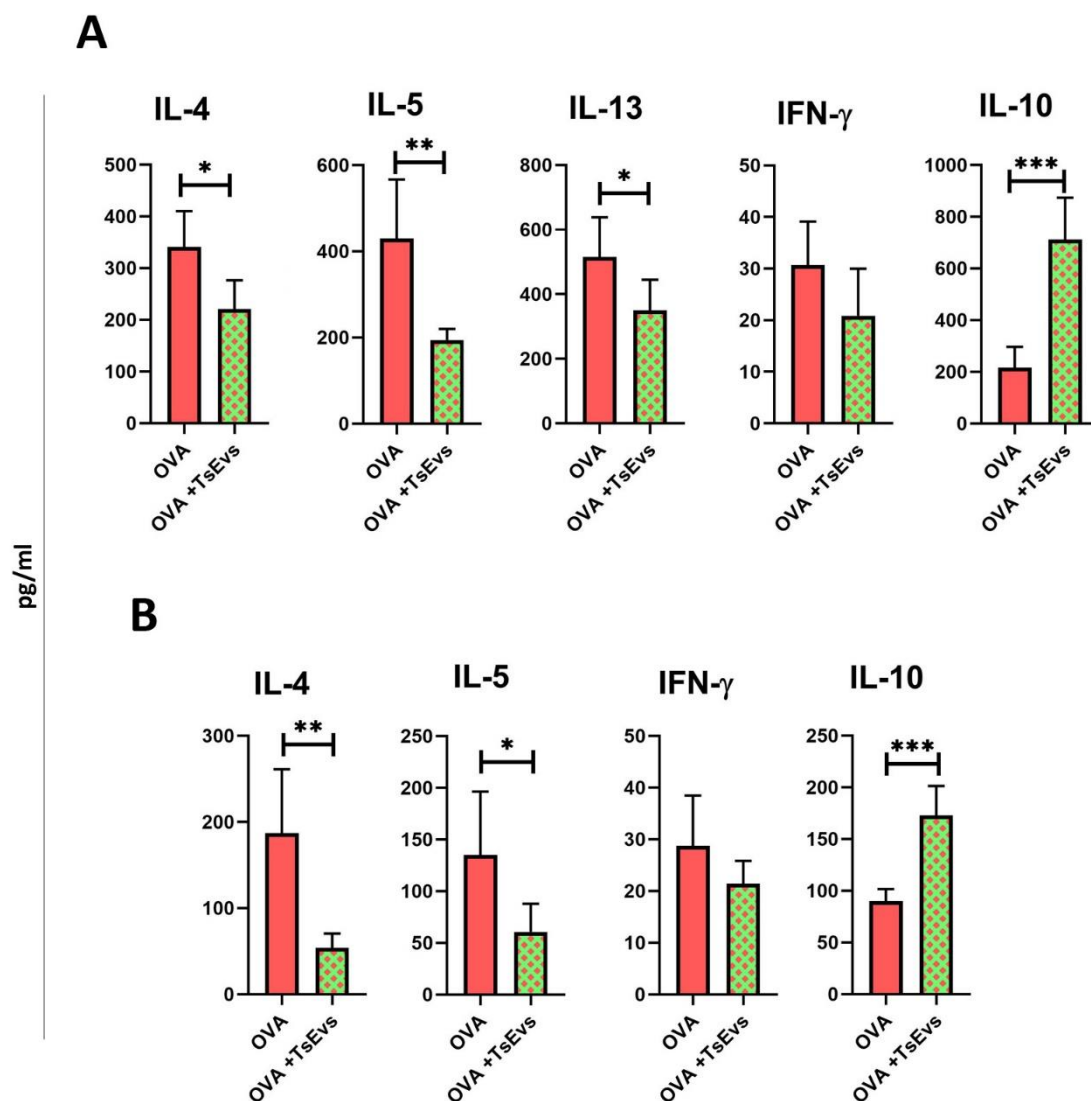 A
IL-4
IL-5
IL-13
IFN-γ
IL-10
*
**
*
***
500
400
300
200
100
0
600
400
200
0
800
600
400
200
0
50
40
30
20
10
0
1000
800
600
400
200
0
OVA
OVA +TsEvs
OVA
OVA +TsEvs
OVA
OVA +TsEvs
OVA
OVA +TsEvs
OVA
OVA +TsEvs
pg/ml
B
IL-4
IL-5
IFN-γ
IL-10
**
*
***
300
200
100
0
250
200
150
100
50
0
50
40
30
20
10
0
250
200
150
100
50
0
OVA
OVA +TsEvs
OVA
OVA +TsEvs
OVA
OVA +TsEvs
OVA
OVA +TsEvs